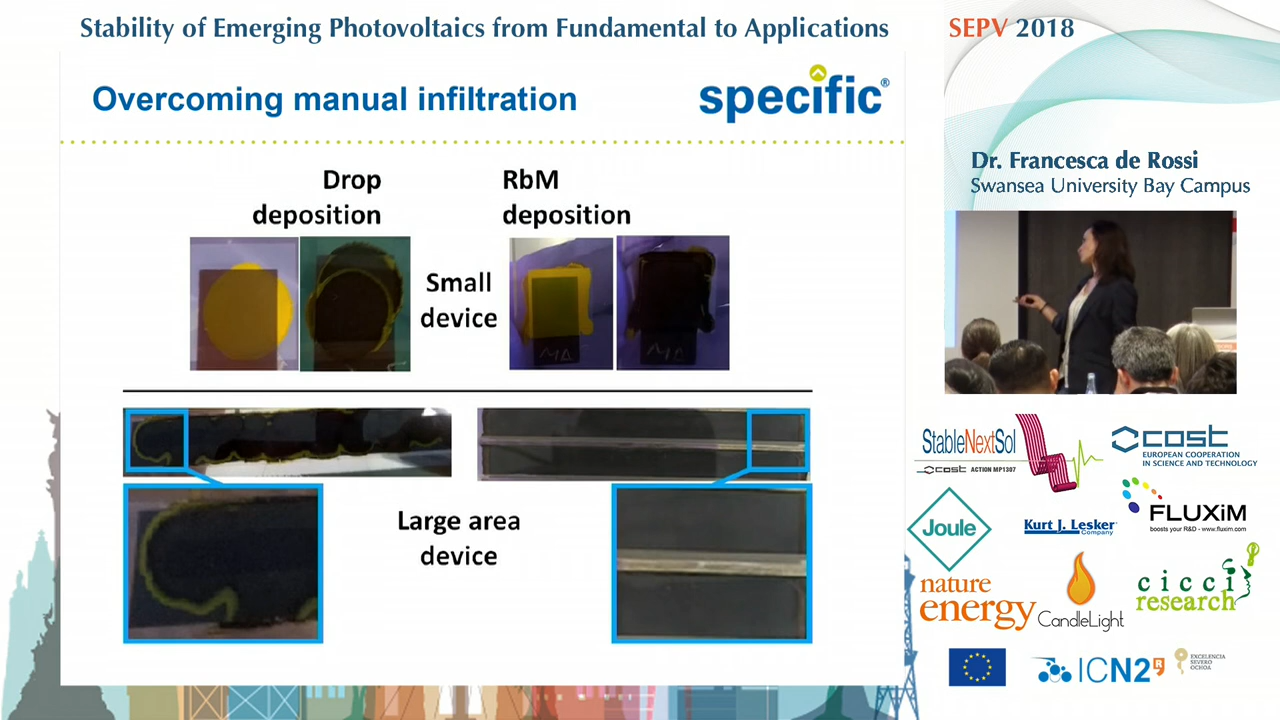 Stability of Emerging Photovoltaics from Fundamental to Applications
SEPV 2018
Overcoming manual infiltration
specific®
Dr. Francesca de Rossi
Swansea University Bay Campus
Drop
deposition
RbM
deposition
Small
device
MA
MA
Large area
device
StableNextSol
cost ACTION MP1307
cost
EUROPEAN COOPERATION
IN SCIENCE AND TECHNOLOGY
Joule
Kurt J. Lesker
Company
FLUXiM
boosts your R&D - www.fluxim.com
nature
energy
CandleLight
cicci
research
ICN2R
EXCELENCIA
SEVERO
OCHOA